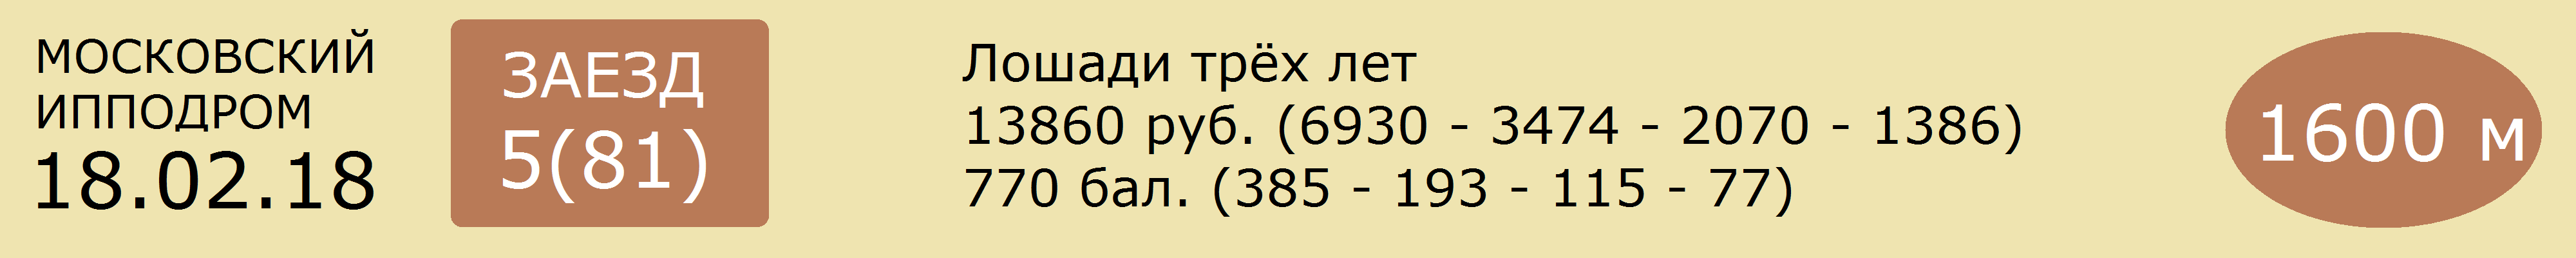 МОСКОВСКИЙ
ИППОДРОМ
18.02.18
ЗАЕЗД
5(81)
Лошади трёх лет
13860 руб. (6930 - 3474 - 2070 - 1386)
770 бал. (385 - 193 - 115 - 77)
1600 м